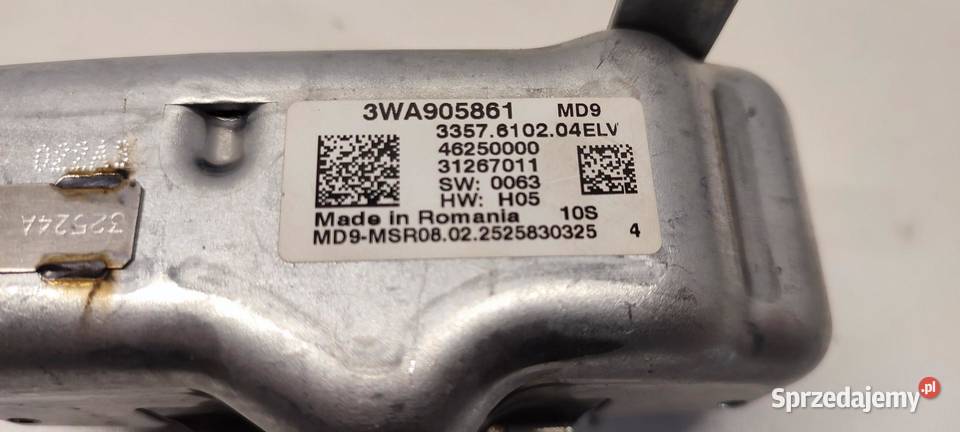 3WA905861 MD9
3357.6102.04ELV
46250000
31267011
SW: 0063
HW: H05
Made in Romania 10S
MD9-MSR08.02.2525830325 4
32524A
Sprzedajemy.pl